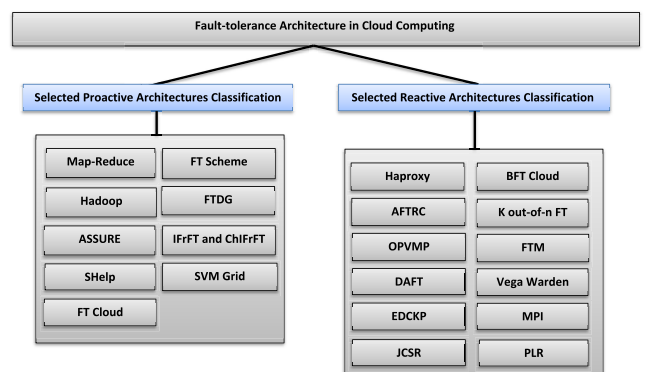 Fault-tolerance Architecture in Cloud Computing
Selected Proactive Architectures Classification
Selected Reactive Architectures Classification
Map-Reduce
FT Scheme
Hadoop
FTDG
ASSURE
IFrFT and ChIFrFT
SHelp
SVM Grid
FT Cloud
Haproxy
BFT Cloud
AFTRC
K out-of-n FT
OPVMP
FTM
DAFT
Vega Warden
EDCKP
MPI
JCSR
PLR